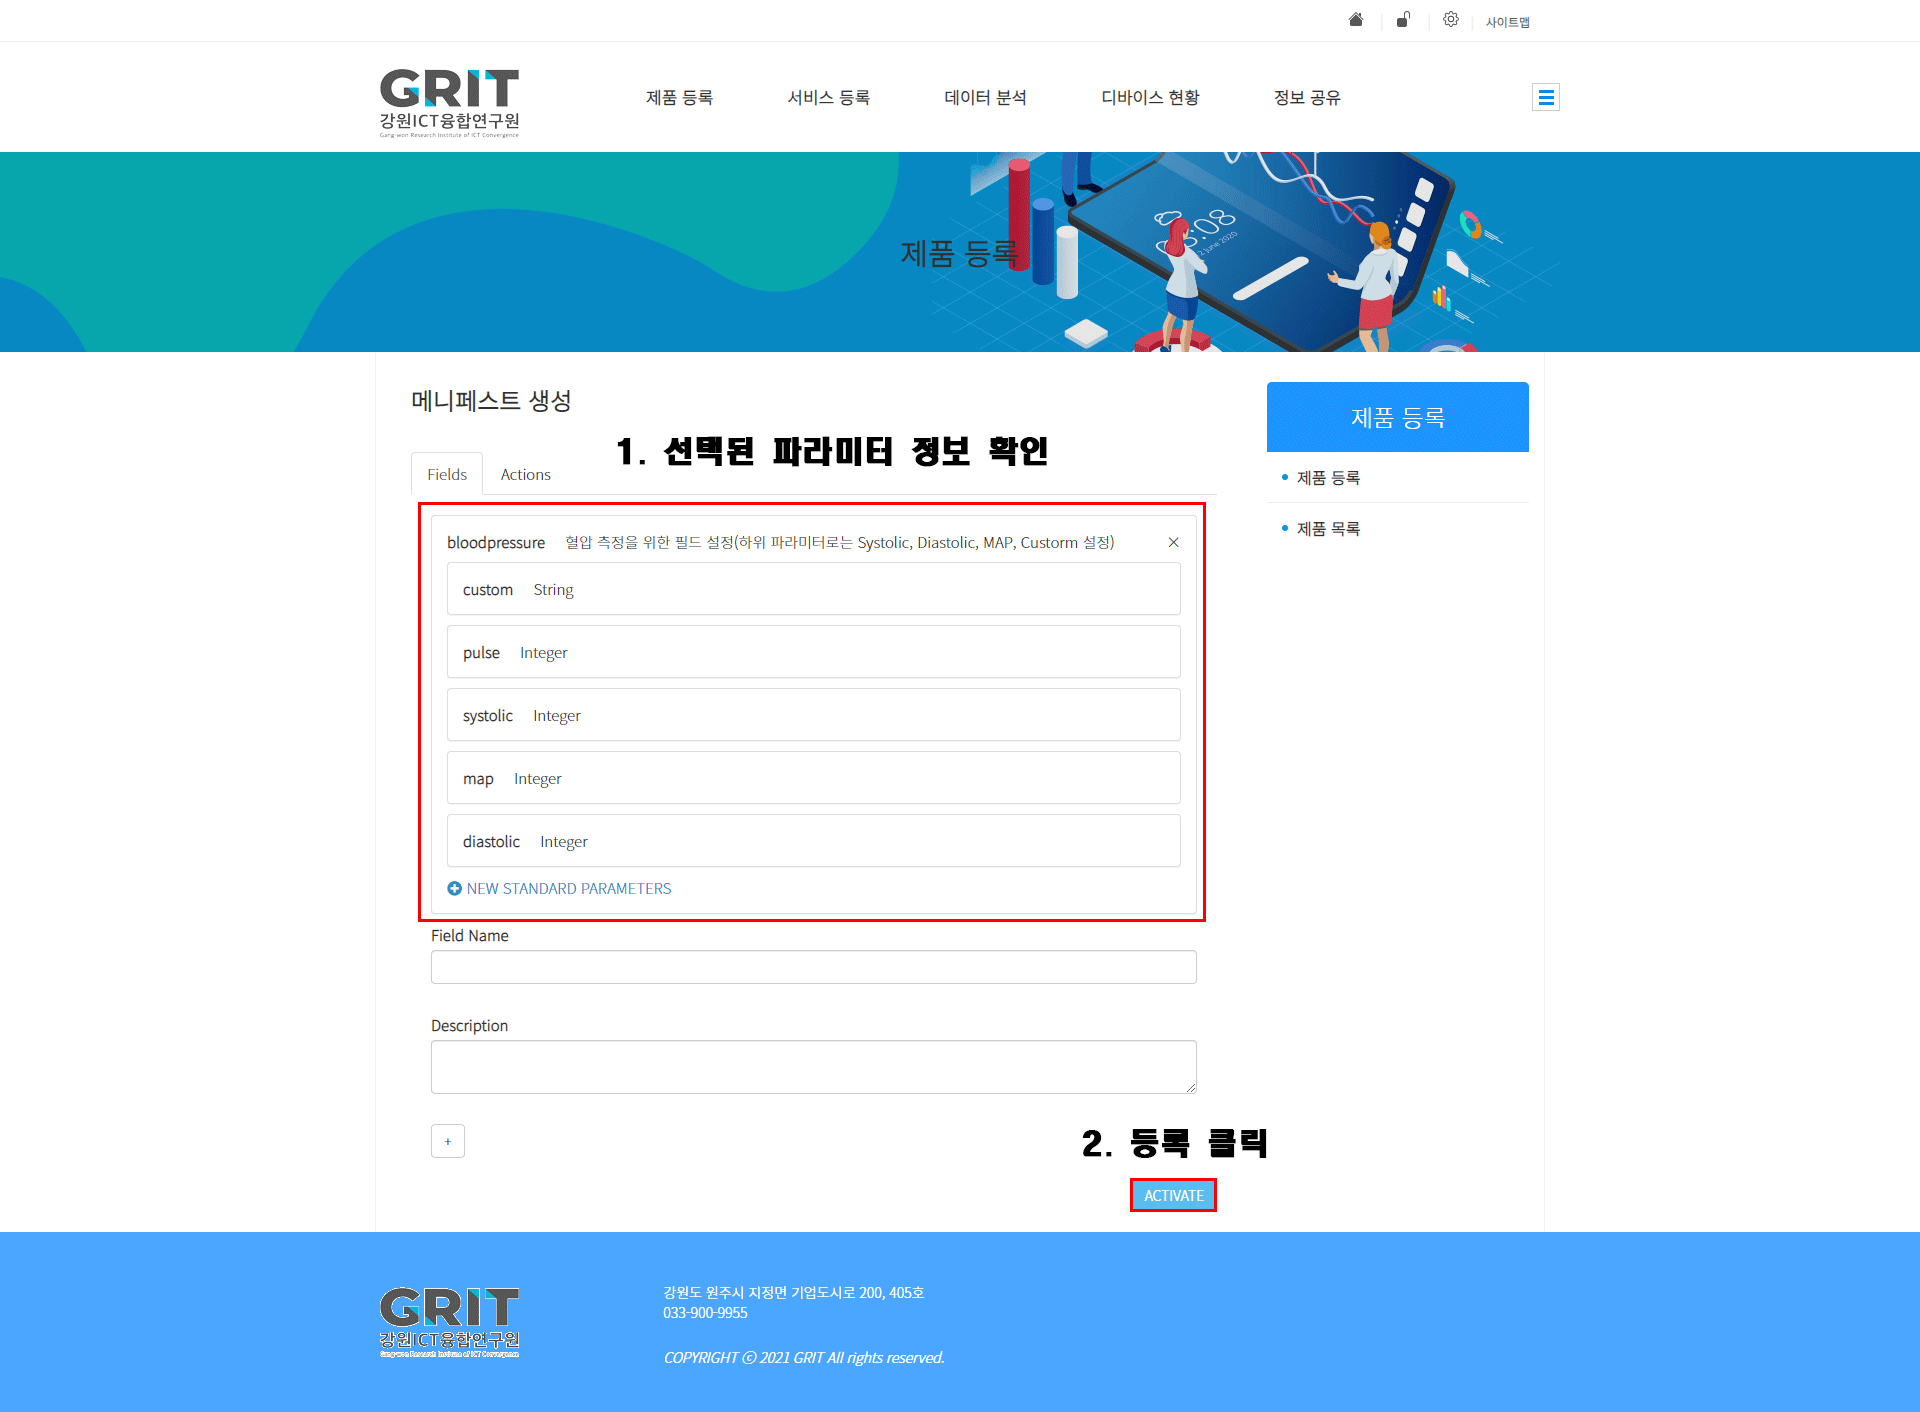 사이트맵
GRIT
강원ICT융합연구원
Gang-won Research Institute of ICT Convergence
제품 등록
서비스 등록
데이터 분석
디바이스 현황
정보 공유
제품 등록
08
2 June 2020
메니페스트 생성
1. 선택된 파라미터 정보 확인
Fields
Actions
bloodpressure 혈압 측정을 위한 필드 설정(하위 파라미터로는 Systolic, Diastolic, MAP, Custorm 설정)
custom String
pulse Integer
systolic Integer
map Integer
diastolic Integer
NEW STANDARD PARAMETERS
Field Name
Description
+
2. 등록 클릭
ACTIVATE
제품 등록
제품 등록
제품 목록
GRIT
강원ICT융합연구원
Gang-won Research Institute of ICT Convergence
강원도 원주시 지정면 기업도시로 200, 405호
033-900-9955
COPYRIGHT ⓒ 2021 GRIT All rights reserved.